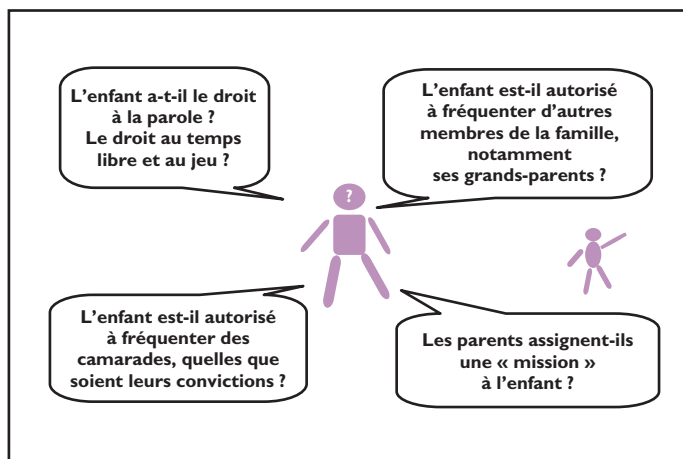 L’enfant a-t-il le droit
à la parole ?
Le droit au temps
libre et au jeu ?
L’enfant est-il autorisé
à fréquenter d’autres
membres de la famille,
notamment
ses grands-parents ?
?
L’enfant est-il autorisé
à fréquenter des
camarades, quelles que
soient leurs convictions ?
Les parents assignent-ils
une « mission »
à l’enfant ?